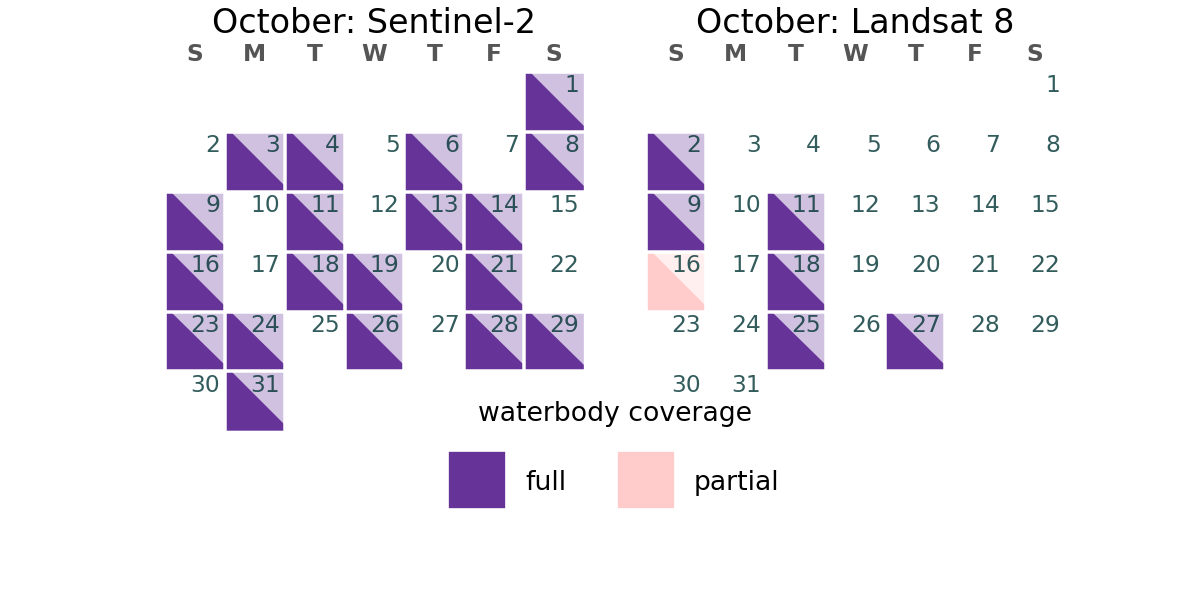 October: Sentinel-2
S M T W T F S
1
2 3 4 5 6 7 8
9 10 11 12 13 14 15
16 17 18 19 20 21 22
23 24 25 26 27 28 29
30 31
October: Landsat 8
S M T W T F S
1
2 3 4 5 6 7 8
9 10 11 12 13 14 15
16 17 18 19 20 21 22
23 24 25 26 27 28 29
30 31
waterbody coverage
full partial